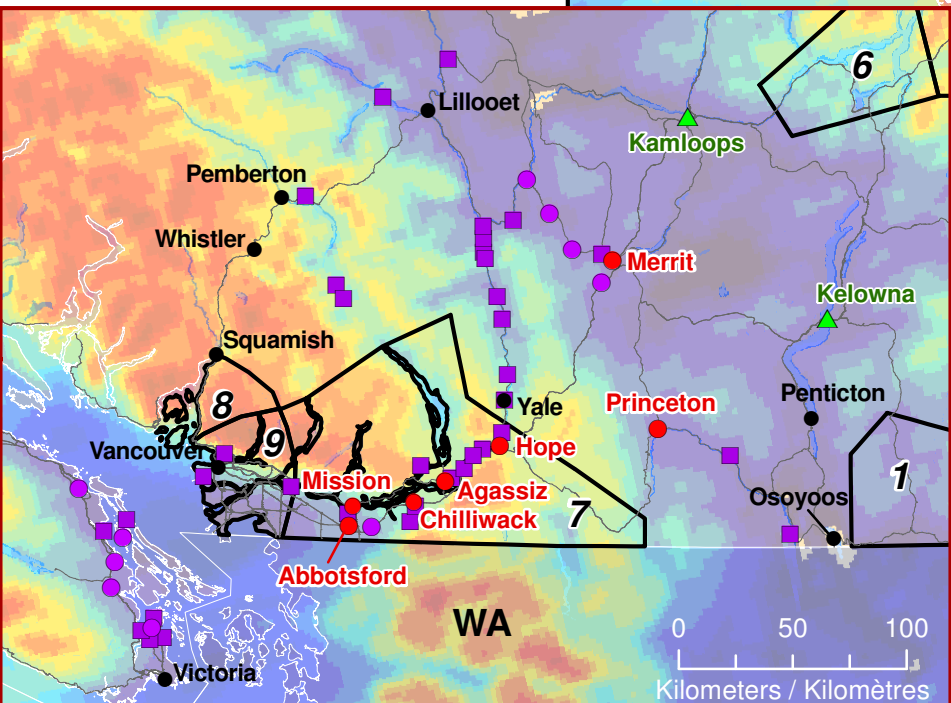 6
Lillooet
Kamloops
Pemberton
Whistler
Merrit
Kelowna
Squamish
8
Yale
Princeton
Penticton
9
Vancouver
Hope
Mission
Agassiz
1
Osoyoos
Chilliwack
7
Abbotsford
WA
0 50 100
Kilometers / Kilomètres
Victoria